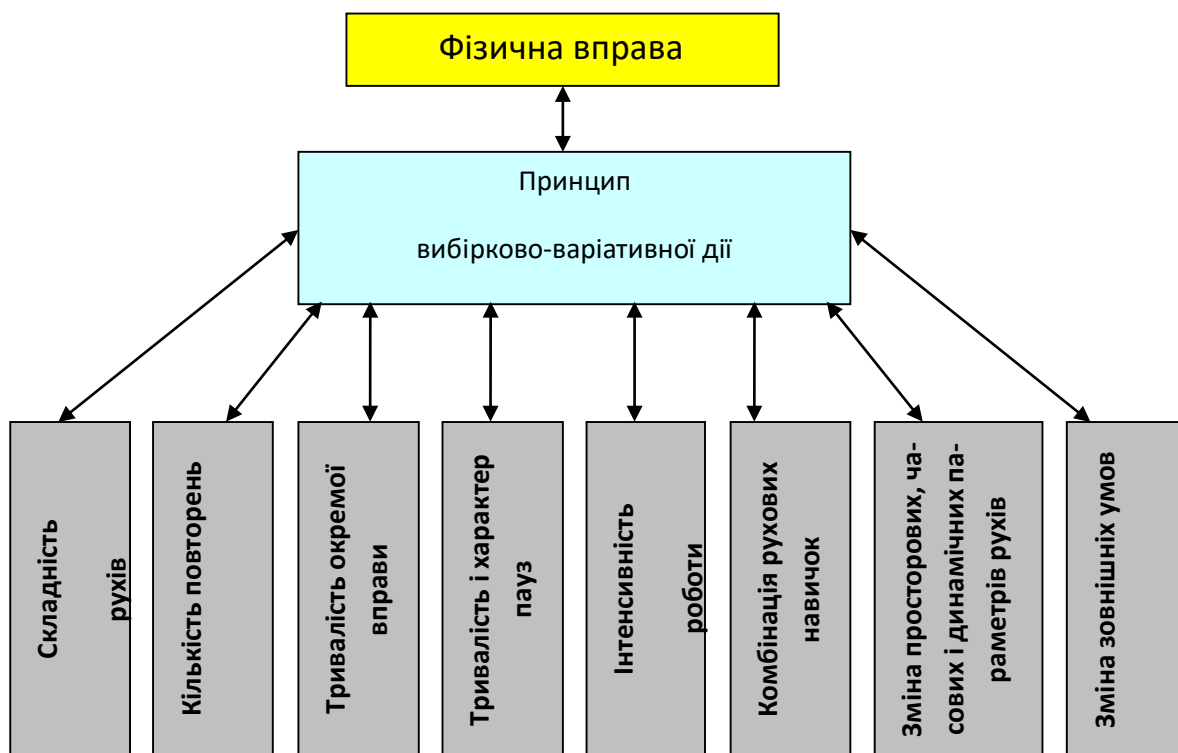 Фізична вправа
Принцип
вибірково-варіативної дії
Складність
рухів
Кількість повторень
Тривалість окремої
вправи
Тривалість і характер
пауз
Інтенсивність
роботи
Комбінація рухових
навичок
Зміна просторових, ча-
сових і динамічних па-
раметрів рухів
Зміна зовнішніх умов